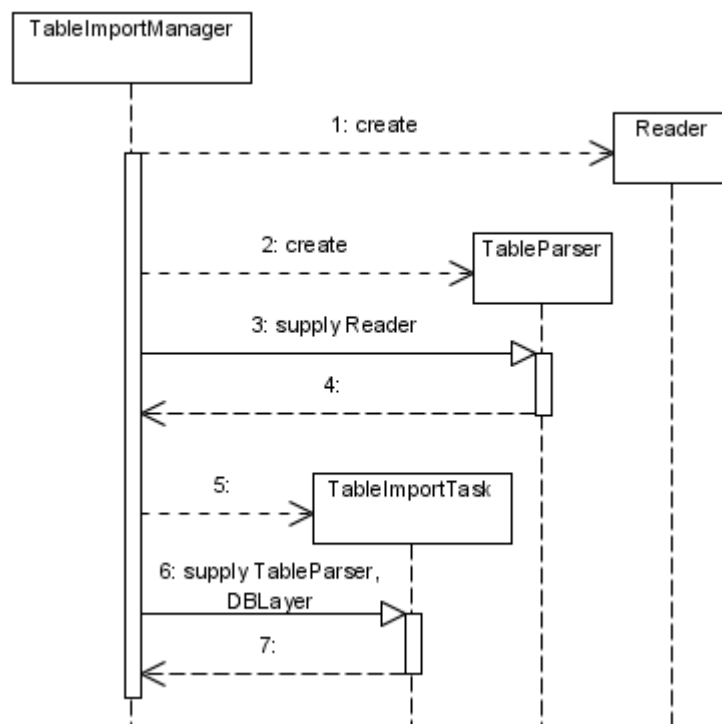 TableImportManager
1: create
Reader
2: create
TableParser
3: supply Reader
4:
5:
TableImportTask
6: supply TableParser,
DBLayer
7: